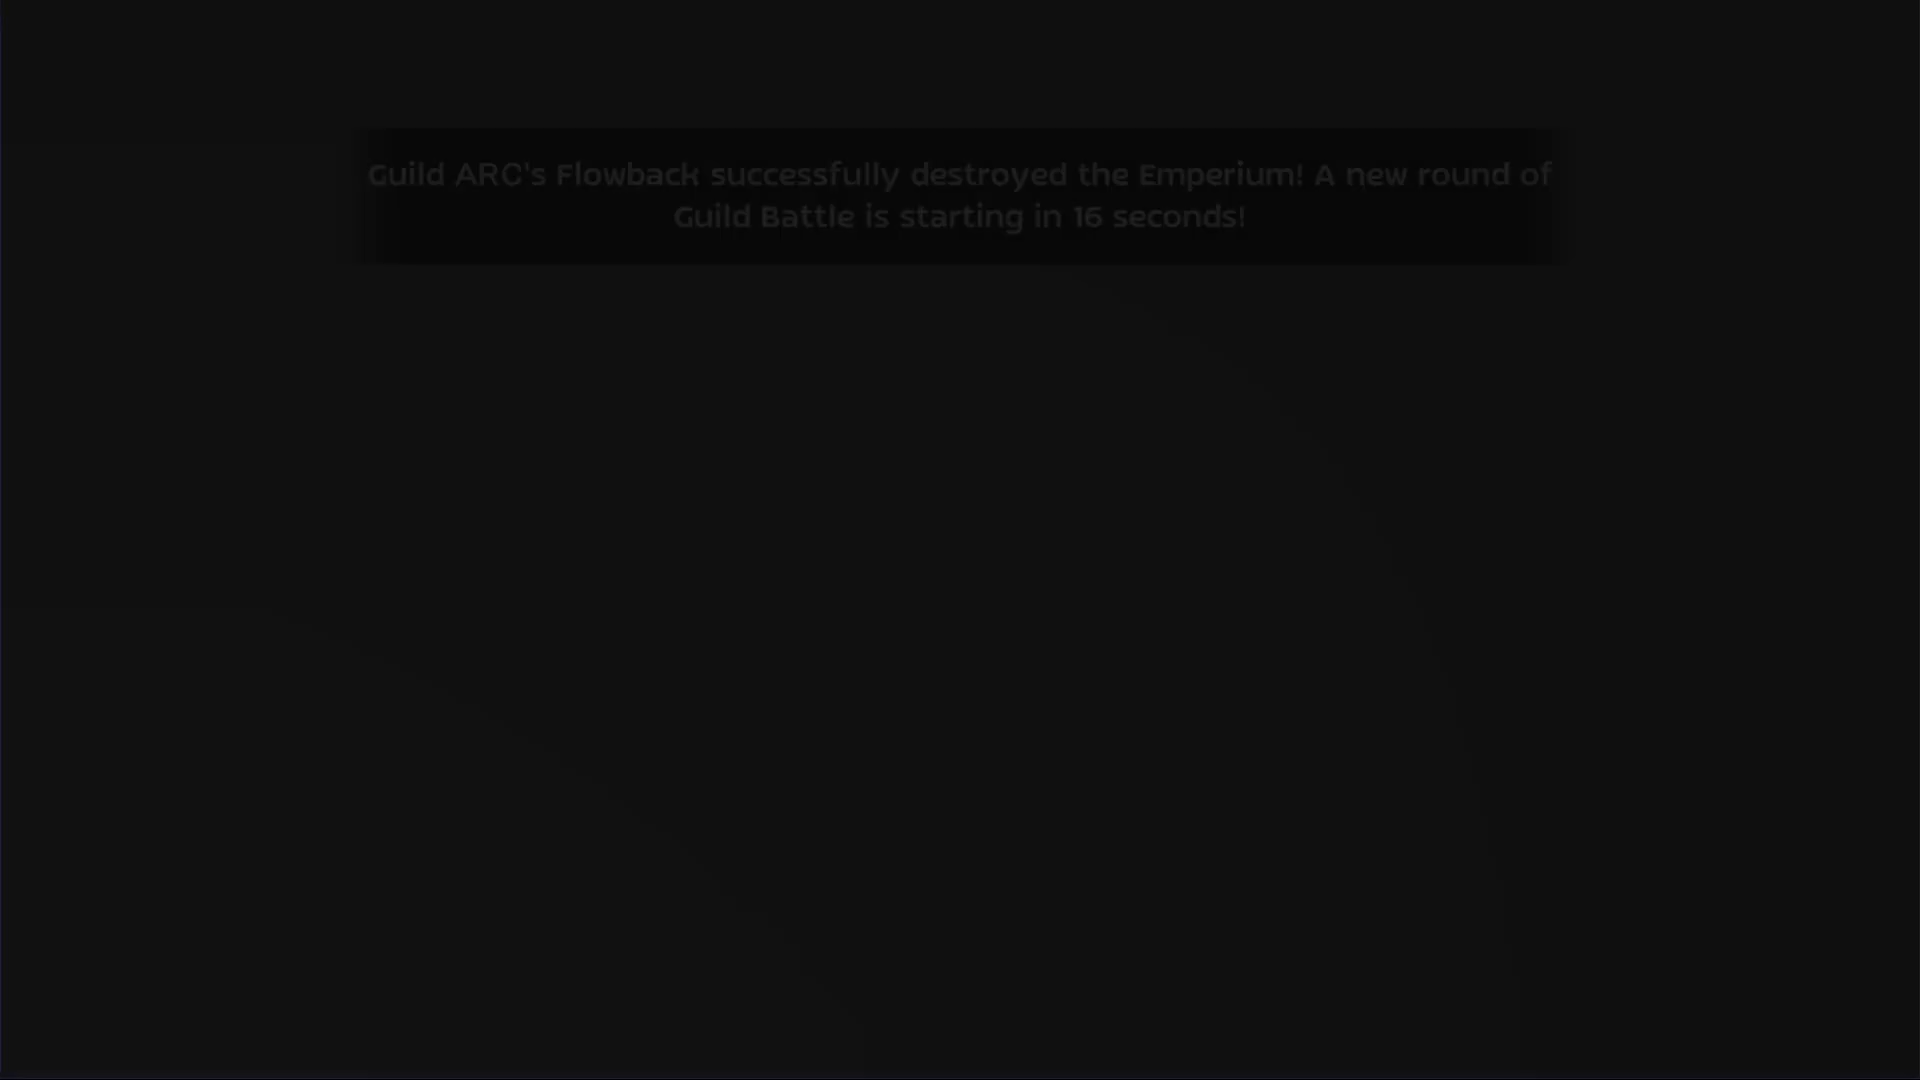 Guild ARC's Flowback successfully destroyed the Emperium! A new round of
Guild Battle is starting in 16 seconds!